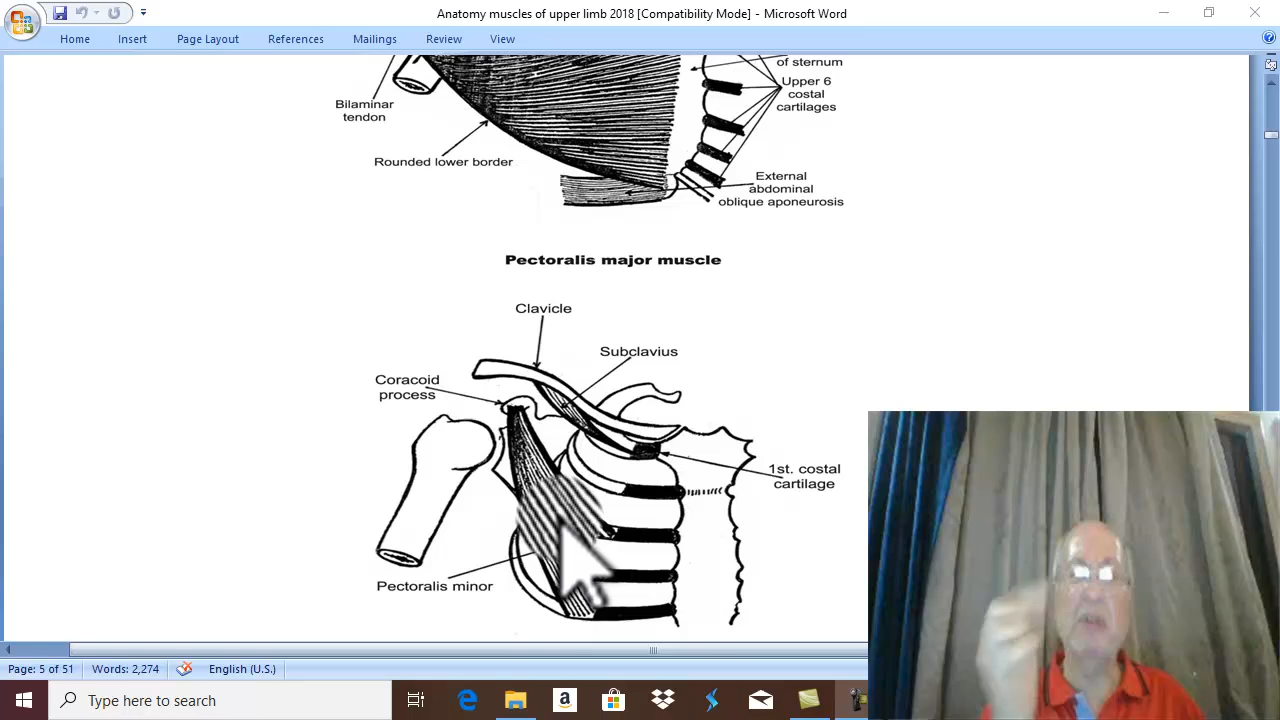 Anatomy muscles of upper limb 2018 [Compatibility Mode] - Microsoft Word
Home Insert Page Layout References Mailings Review View
of sternum
Upper 6
costal
cartilages
Bilaminar
tendon
Rounded lower border
External
abdominal
oblique aponeurosis
Pectoralis major muscle
Clavicle
Subclavius
Coracoid
process
1st. costal
cartilage
Pectoralis minor
Page: 5 of 51 Words: 2,274 English (U.S.)
Type here to search